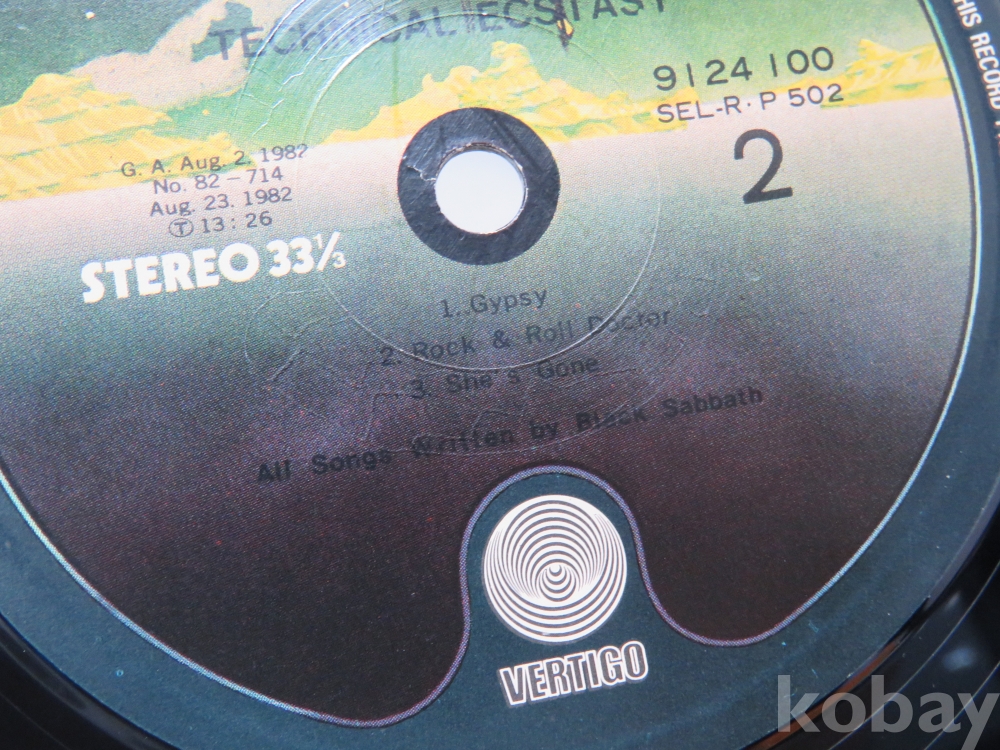 TECHNICAL ECSTASY
THIS RECORD
9124 100
SEL-R·P 502
2
G. A. Aug. 2. 1982
No. 82-714
Aug. 23. 1982
Ⓣ 13:26
STEREO 33⅓
1. Gypsy
2. Rock & Roll Doctor
3. She's Gone
All Songs Written by Black Sabbath
VERTIGO
kobay